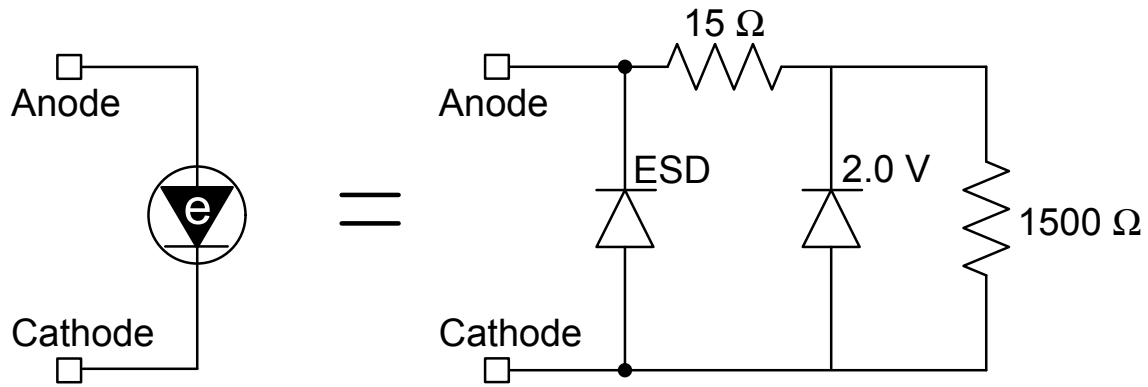 15 Ω
Anode
Anode
ESD
2.0 V
e
1500 Ω
Cathode
Cathode